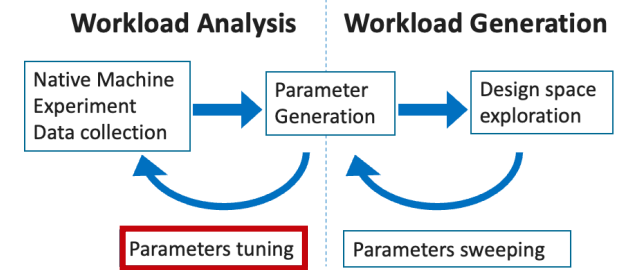 Workload Analysis
Workload Generation
Native Machine
Experiment
Data collection
Parameter
Generation
Design space
exploration
Parameters tuning
Parameters sweeping